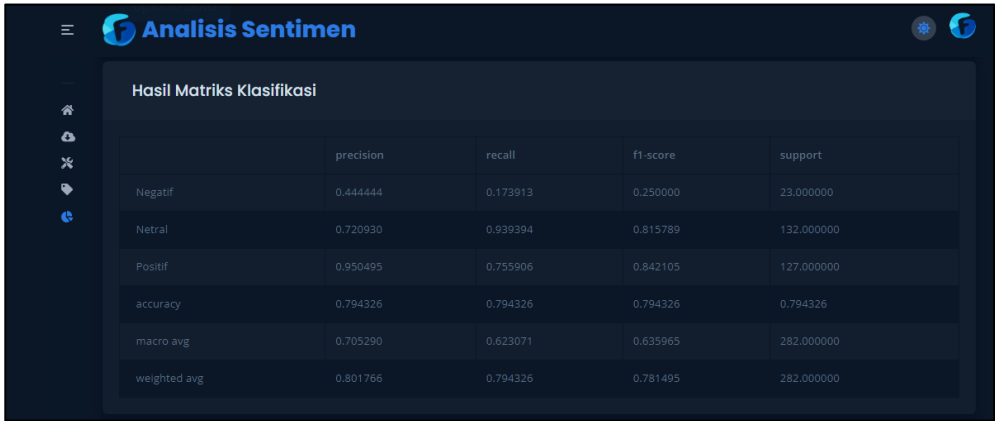 Analisis Sentimen
Hasil Matriks Klasifikasi
precision recall f1-score support
Negatif 0.444444 0.173913 0.250000 23.000000
Netral 0.720930 0.939394 0.815789 132.000000
Positif 0.950495 0.755906 0.842105 127.000000
accuracy 0.794326 0.794326 0.794326 0.794326
macro avg 0.705290 0.623071 0.635965 282.000000
weighted avg 0.801766 0.794326 0.781495 282.000000